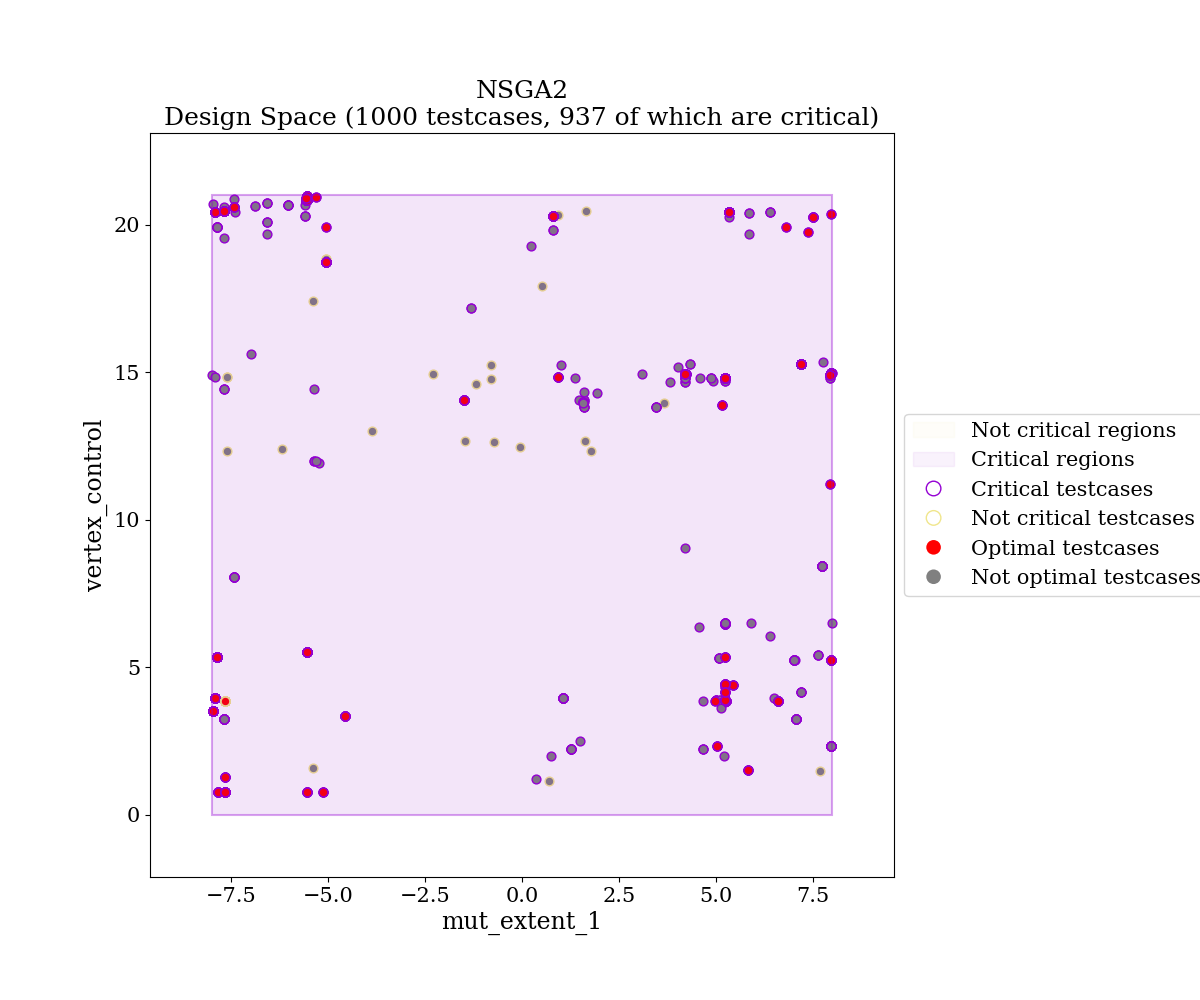 NSGA2
Design Space (1000 testcases, 937 of which are critical)
vertex_control
20
15
10
5
0
−7.5
−5.0
−2.5
0.0
2.5
5.0
7.5
mut_extent_1
Not critical regions
Critical regions
Critical testcases
Not critical testcases
Optimal testcases
Not optimal testcases